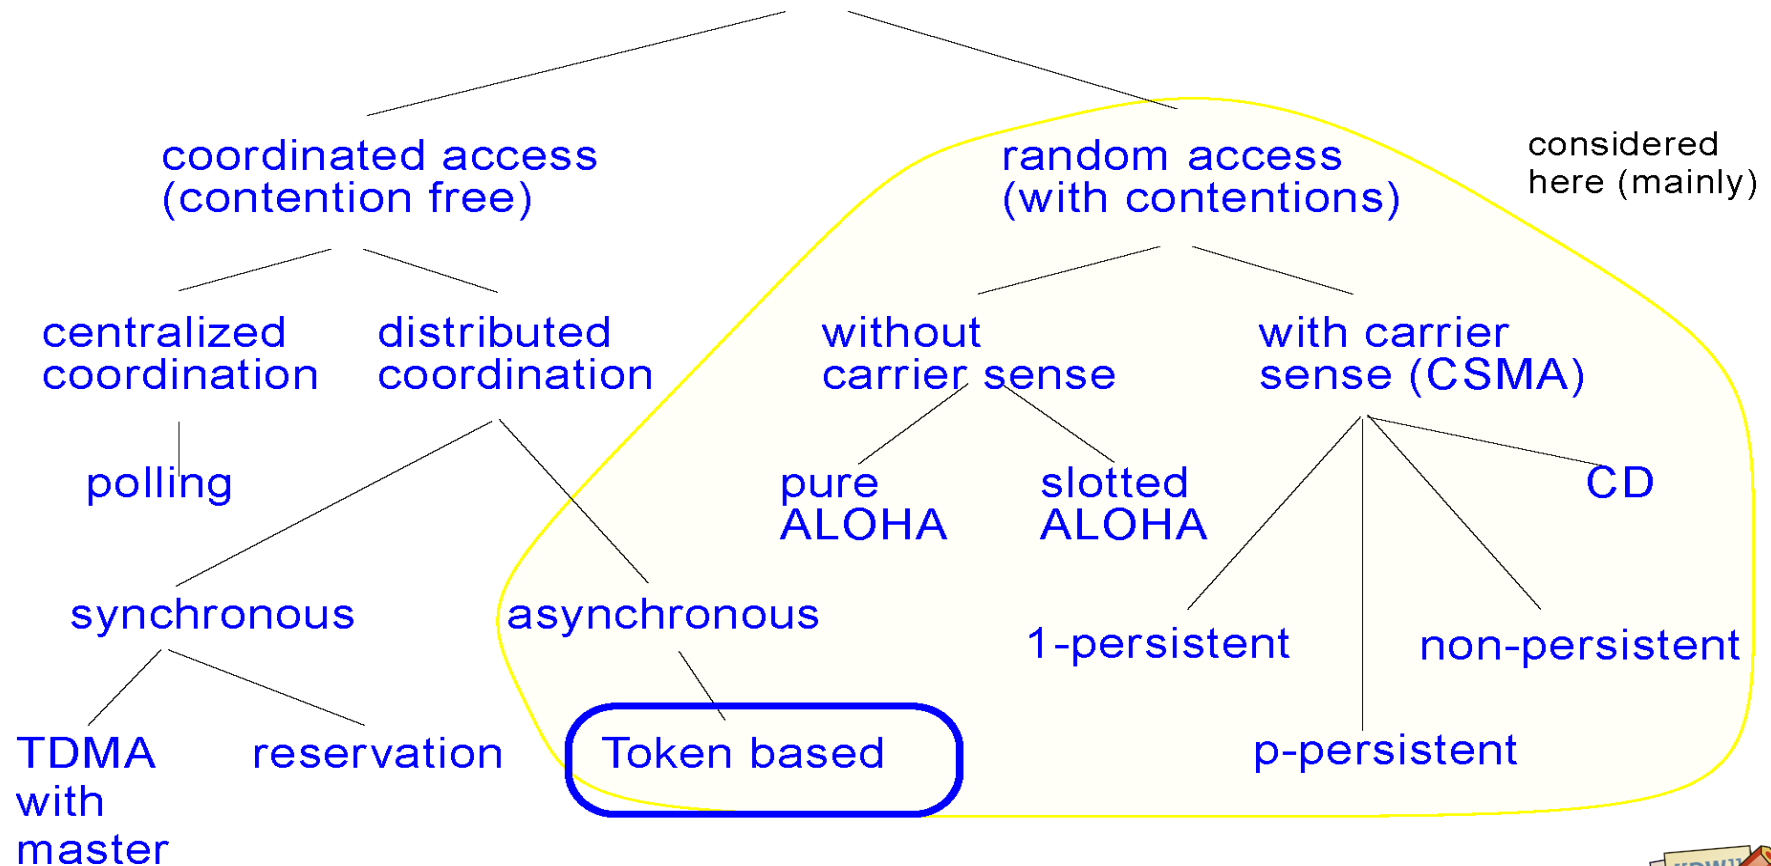 coordinated access
(contention free)
random access
(with contentions)
considered
here (mainly)
centralized
coordination
distributed
coordination
without
carrier sense
with carrier
sense (CSMA)
polling
pure
ALOHA
slotted
ALOHA
CD
synchronous
asynchronous
1-persistent
non-persistent
TDMA
with
master
reservation
Token based
p-persistent